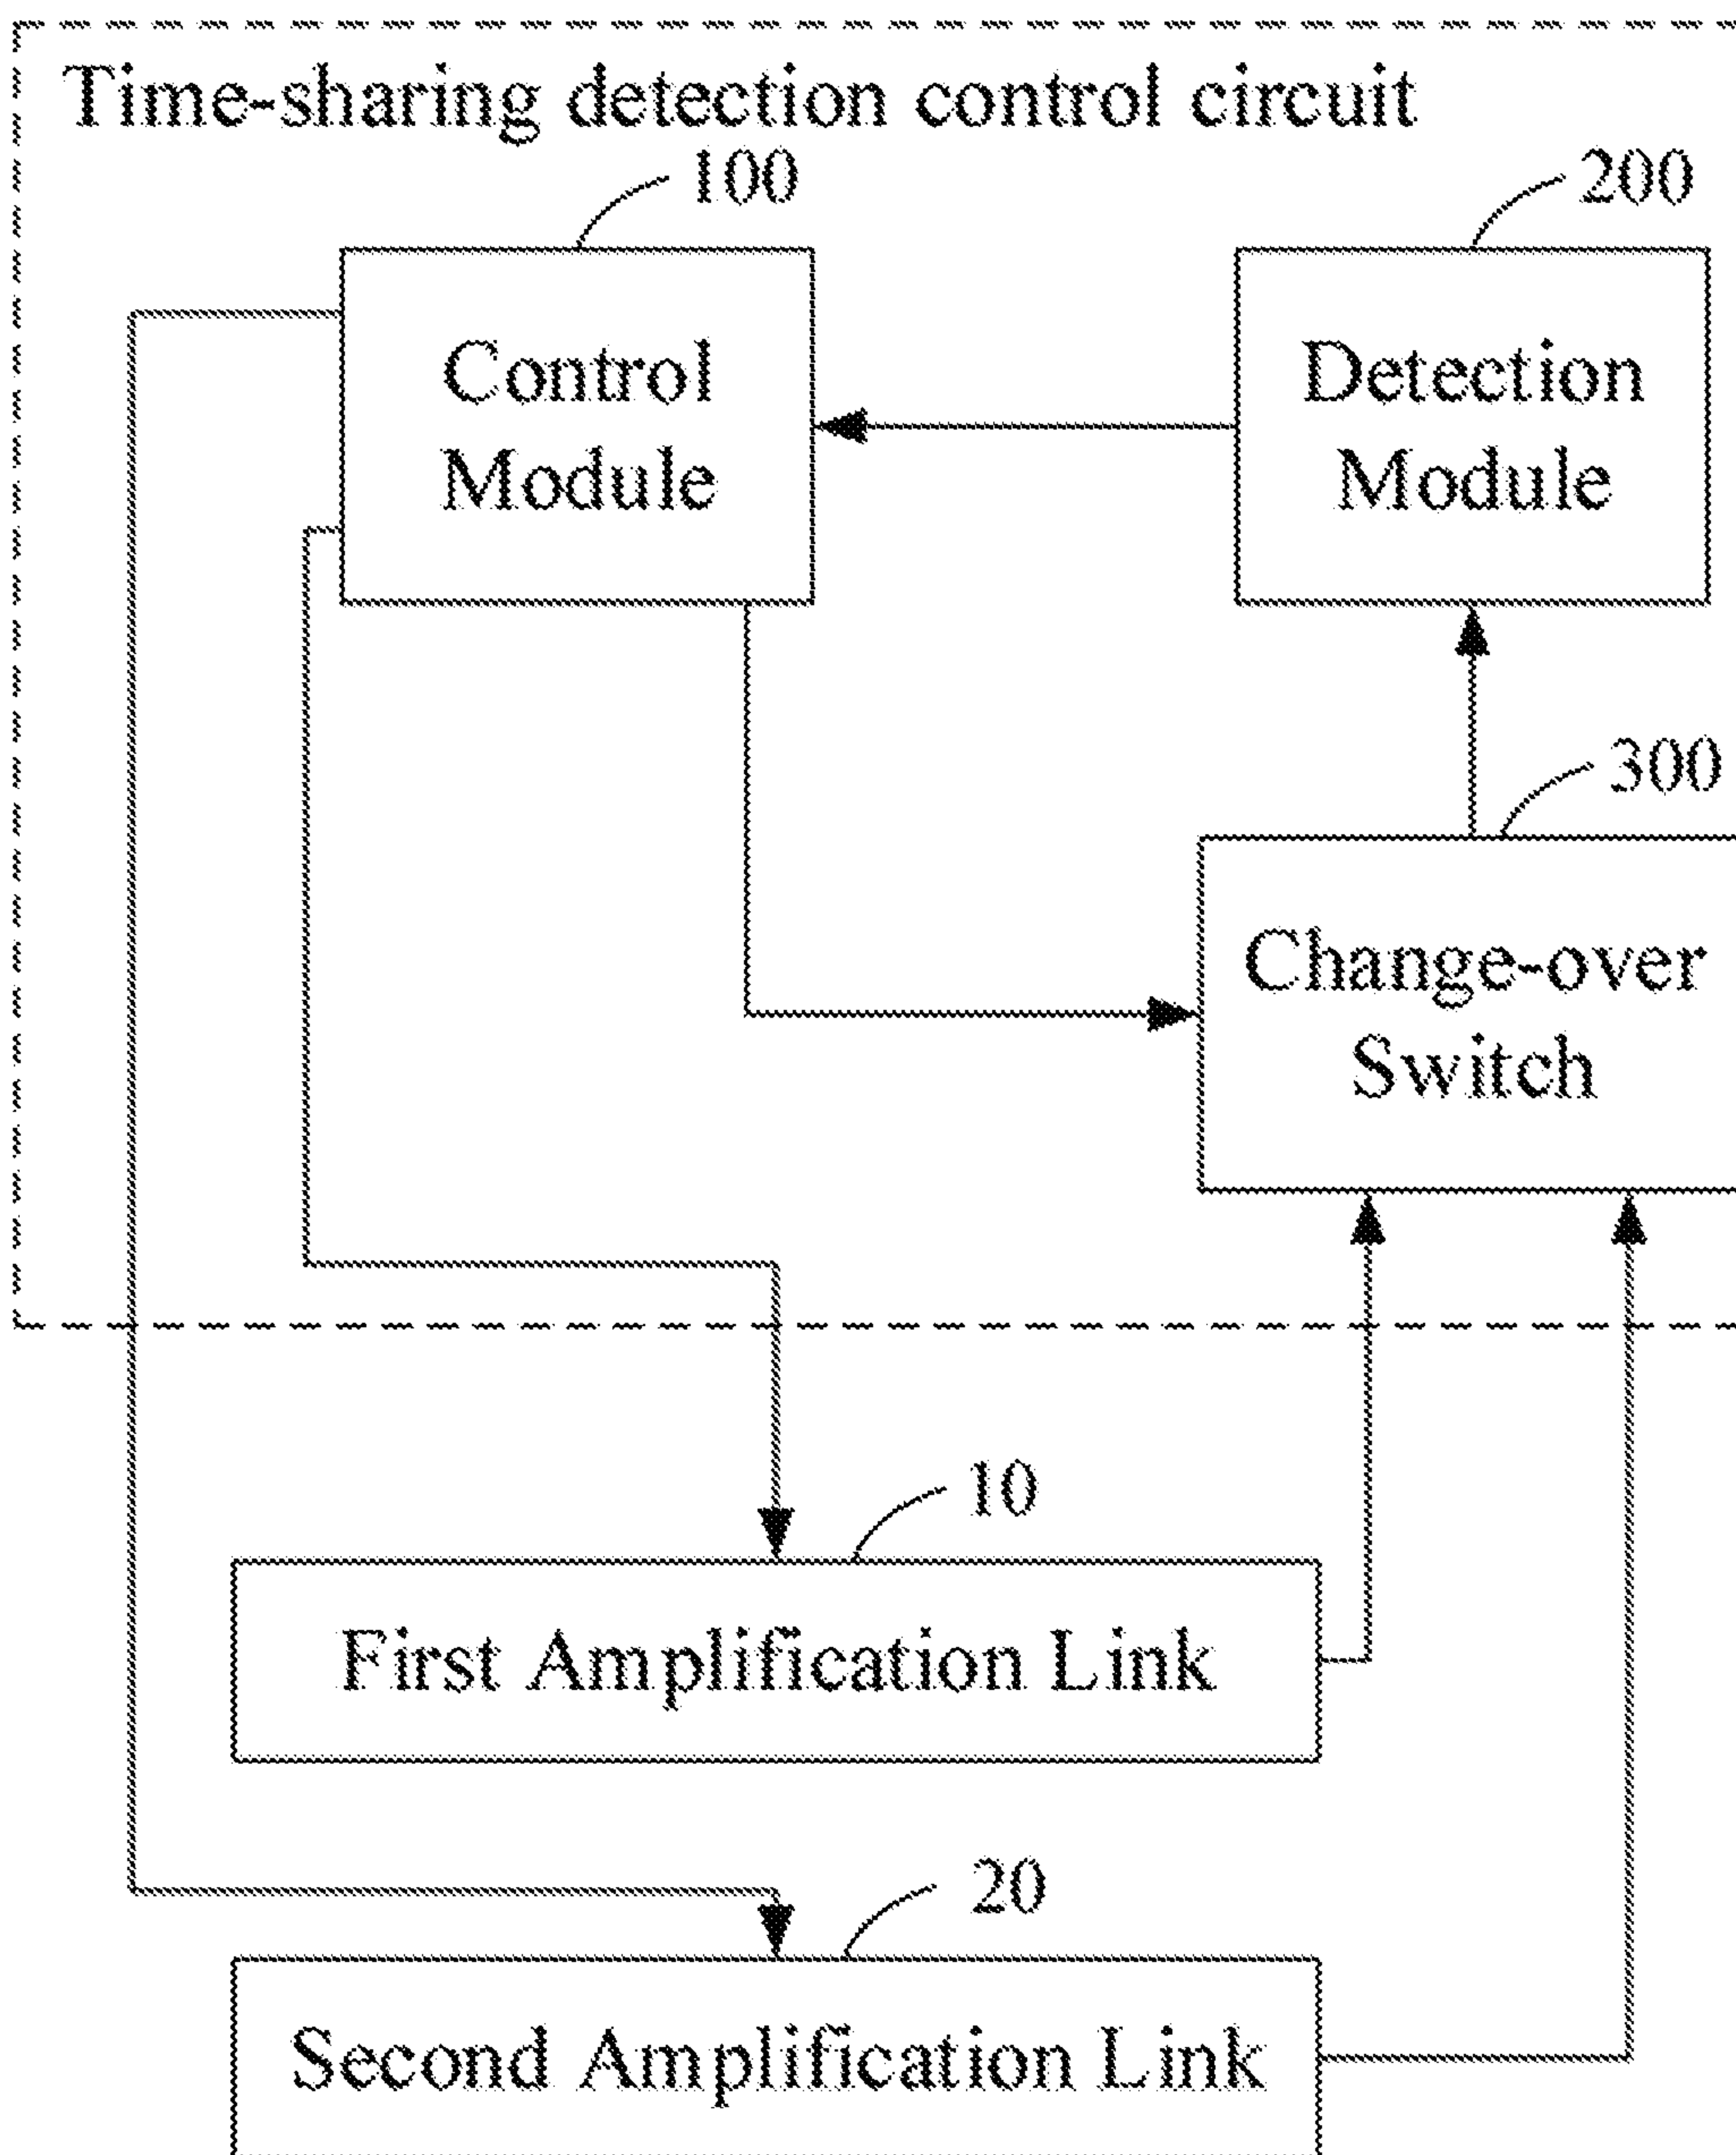 Time-sharing detection control circuit
100
200
Control
Module
Detection
Module
300
Change-over
Switch
10
First Amplification Link
20
Second Amplification Link